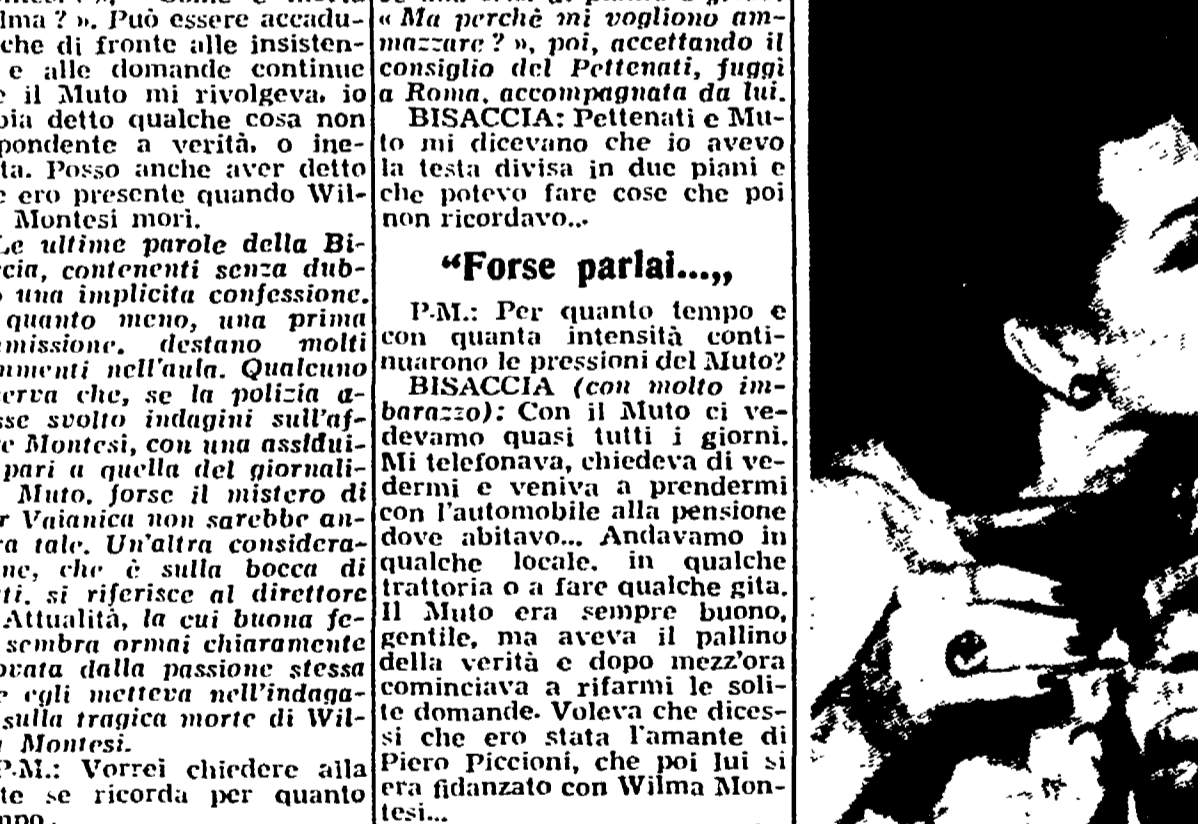 lma ? ». Può essere accadu-
che di fronte alle insisten-
e alle domande continue
e il Muto mi rivolgeva, io
bia detto qualche cosa non
pondente a verità, o ine-
ta. Posso anche aver detto
e ero presente quando Wil-
Montesi morì.
Le ultime parole della Bi-
cia, contenenti senza dub-
o una implicita confessione.
quanto meno, una prima
missione, destano molti
mmenti nell'aula. Qualcuno
erva che, se la polizia a-
sse svolto indagini sull'af-
e Montesi, con una assidui-
pari a quella del giornali-
Muto, forse il mistero di
r Vaianica non sarebbe an-
ra tale. Un'altra considera-
ne, che è sulla bocca di
ti, si riferisce al direttore
Attualità, la cui buona fe-
sembra ormai chiaramente
ovata dalla passione stessa
e egli metteva nell'indaga-
sulla tragica morte di Wil-
a Montesi.
P.M.: Vorrei chiedere alla
te se ricorda per quanto
mpo.
« Ma perchè mi vogliono am-
mazzare ? », poi, accettando il
consiglio del Pettenati, fuggì
a Roma, accompagnata da lui.
BISACCIA: Pettenati e Mu-
to mi dicevano che io avevo
la testa divisa in due piani e
che potevo fare cose che poi
non ricordavo...
“Forse parlai...„
P.M.: Per quanto tempo e
con quanta intensità conti-
nuarono le pressioni del Muto?
BISACCIA (con molto im-
barazzo): Con il Muto ci ve-
devamo quasi tutti i giorni.
Mi telefonava, chiedeva di ve-
dermi e veniva a prendermi
con l'automobile alla pensione
dove abitavo... Andavamo in
qualche locale, in qualche
trattoria o a fare qualche gita.
Il Muto era sempre buono,
gentile, ma aveva il pallino
della verità e dopo mezz'ora
cominciava a rifarmi le soli-
te domande. Voleva che dices-
si che ero stata l'amante di
Piero Piccioni, che poi lui si
era fidanzato con Wilma Mon-
tesi...